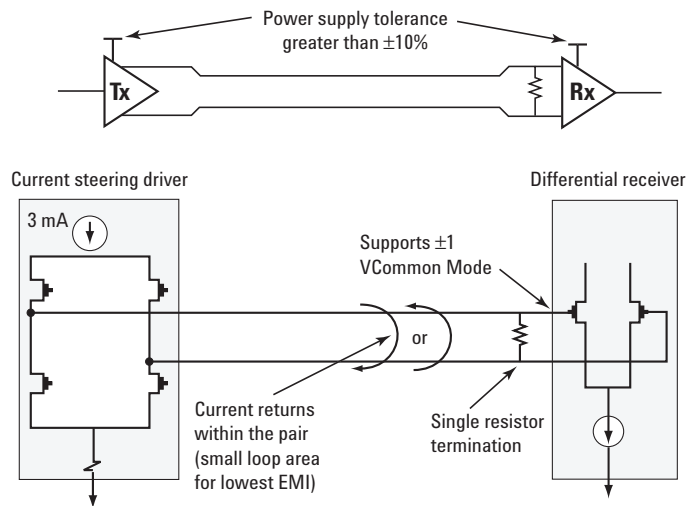 Power supply tolerance
greater than ±10%
Tx
Rx
Current steering driver
Differential receiver
3 mA
Supports ±1
VCommon Mode
or
Current returns
within the pair
(small loop area
for lowest EMI)
Single resistor
termination